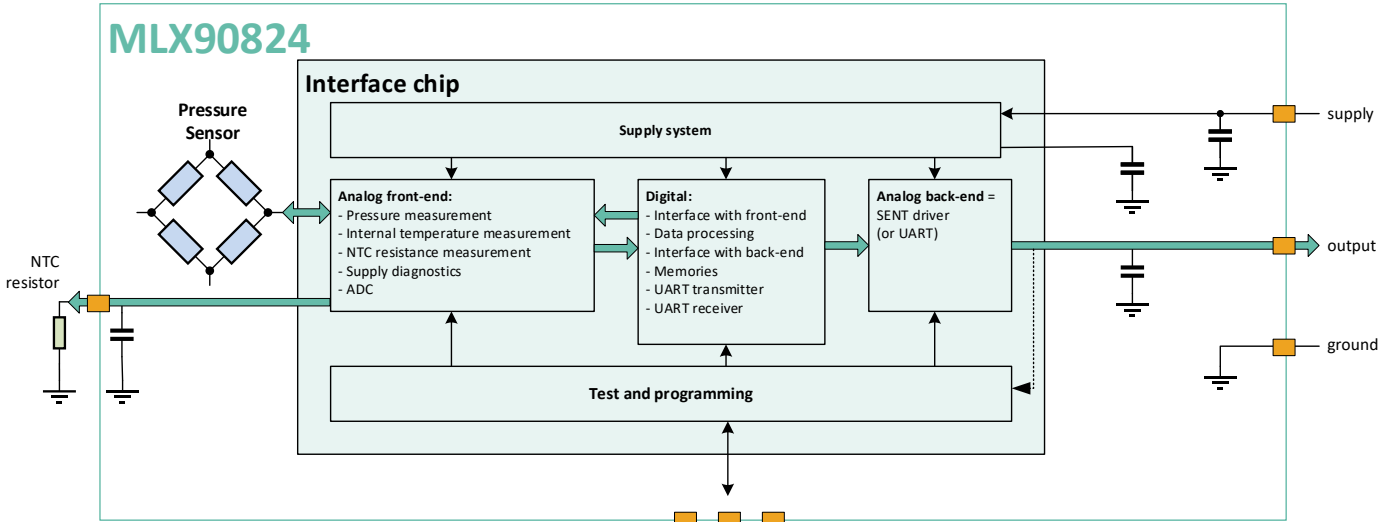 MLX90824
Interface chip
Pressure
Sensor
Supply system
supply
Analog front-end:
- Pressure measurement
- Internal temperature measurement
- NTC resistance measurement
- Supply diagnostics
- ADC
Digital:
- Interface with front-end
- Data processing
- Interface with back-end
- Memories
- UART transmitter
- UART receiver
Analog back-end =
SENT driver
(or UART)
output
NTC
resistor
ground
Test and programming